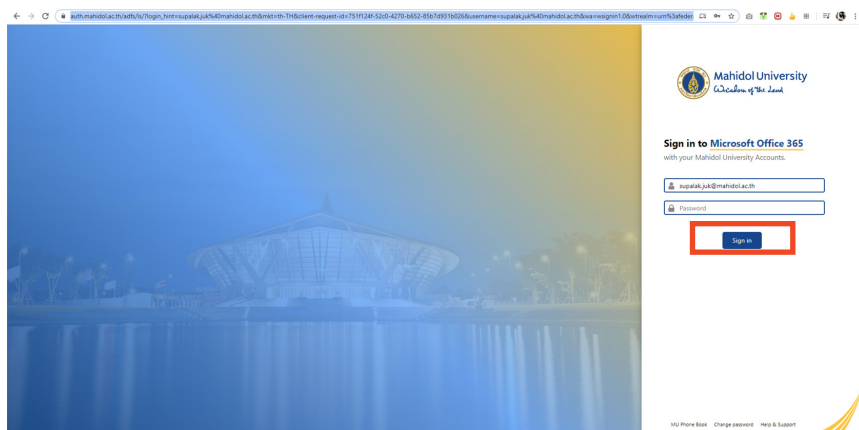 auth.mahidol.ac.th/adfs/ls/?login_hint=supalak.juk%40mahidol.ac.th&mkt=th-TH&client-request-id=751f124f-52c0-4270-b652-85b7d931b026&username=supalak.juk%40mahidol.ac.th&wa=wsignin1.0&wtrealm=urn%3afeder
Mahidol University
Wisdom of the Land
Sign in to Microsoft Office 365
with your Mahidol University Accounts.
supalak.juk@mahidol.ac.th
Password
Sign in
MU Phone Book Change password Help & Support